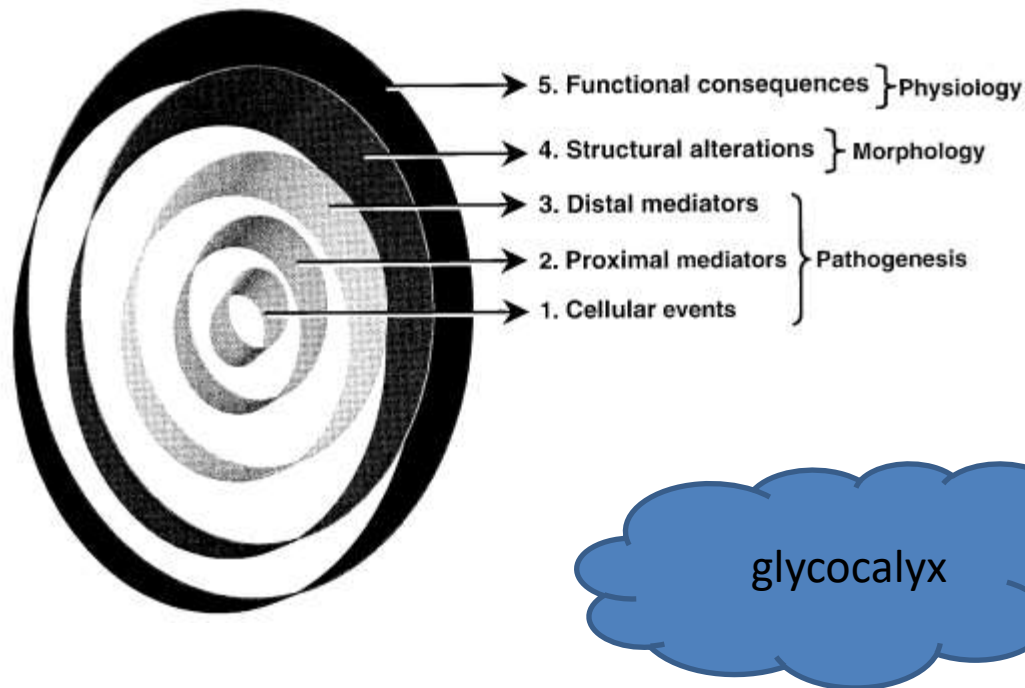 5. Functional consequences } Physiology
4. Structural alterations } Morphology
3. Distal mediators
2. Proximal mediators } Pathogenesis
1. Cellular events
glycocalyx